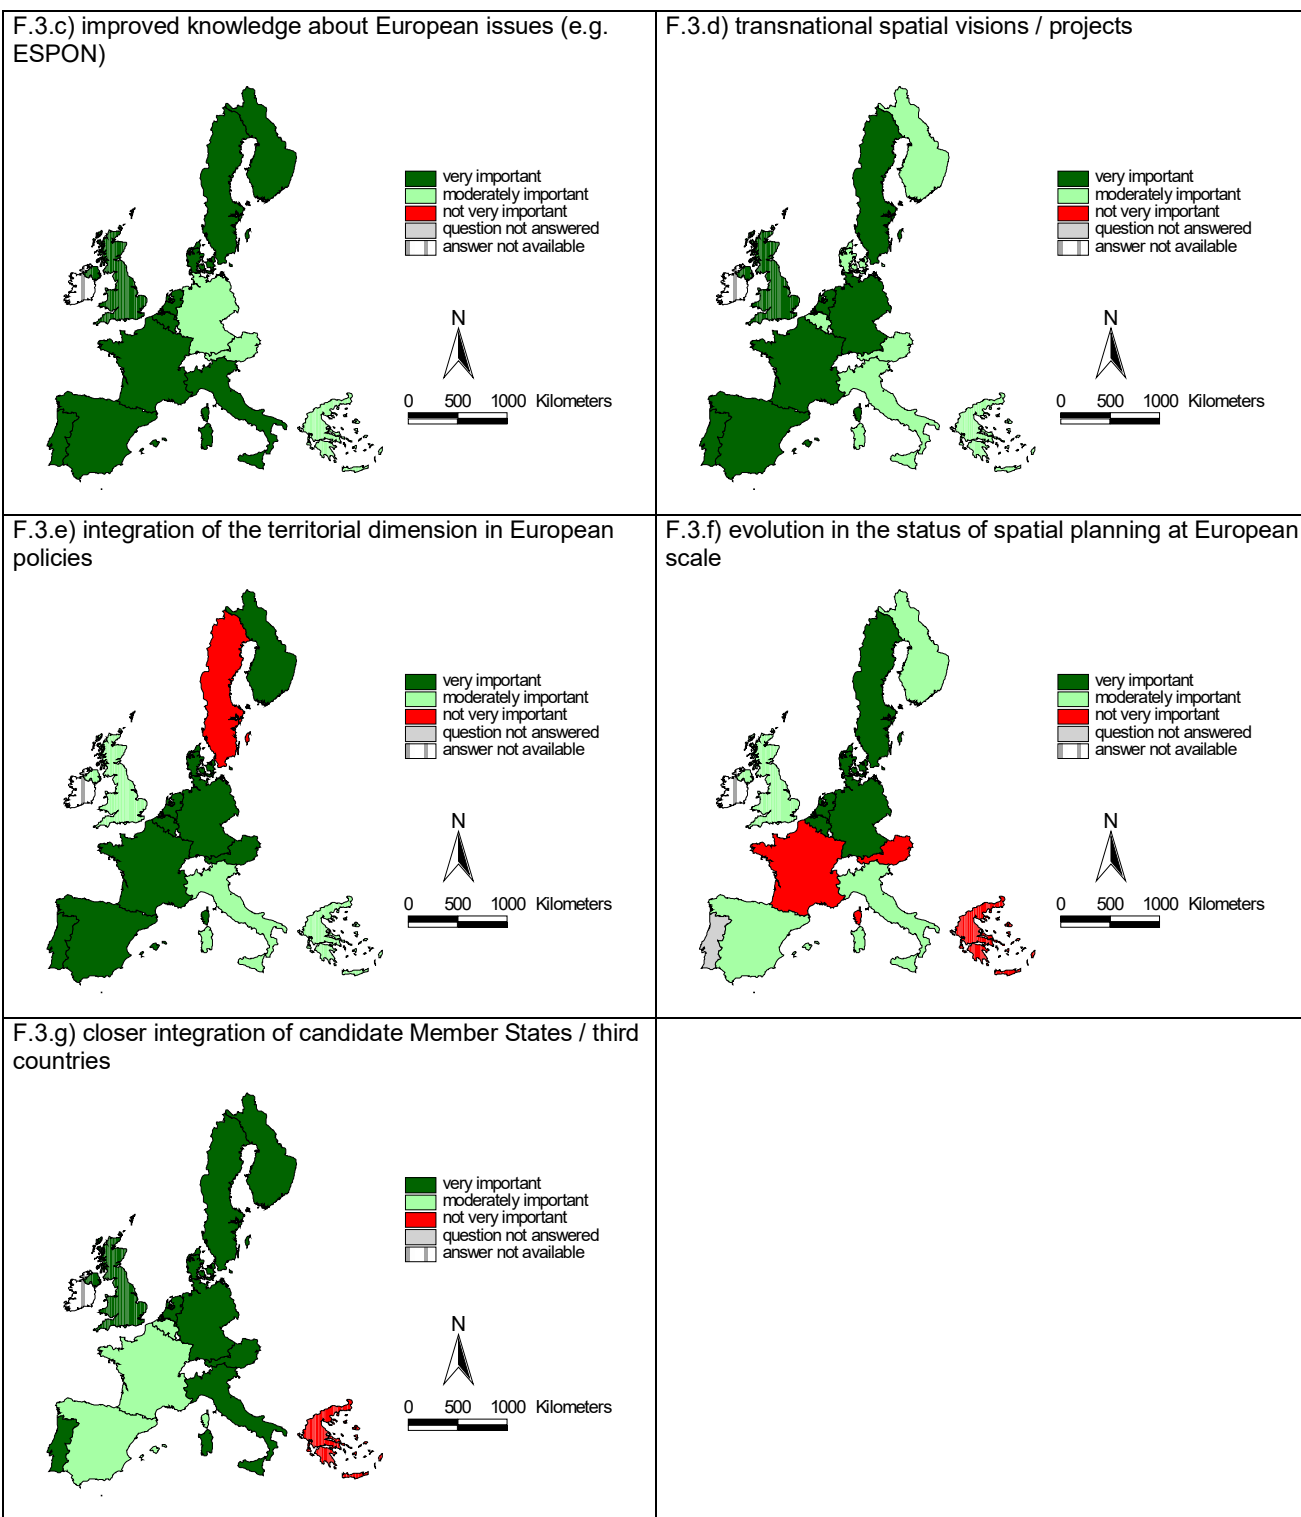 F.3.c) improved knowledge about European issues (e.g.
ESPON)
very important
moderately important
not very important
question not answered
answer not available
N
0 500 1000 Kilometers
F.3.d) transnational spatial visions / projects
very important
moderately important
not very important
question not answered
answer not available
N
0 500 1000 Kilometers
F.3.e) integration of the territorial dimension in European
policies
very important
moderately important
not very important
question not answered
answer not available
N
0 500 1000 Kilometers
F.3.f) evolution in the status of spatial planning at European
scale
very important
moderately important
not very important
question not answered
answer not available
N
0 500 1000 Kilometers
F.3.g) closer integration of candidate Member States / third
countries
very important
moderately important
not very important
question not answered
answer not available
N
0 500 1000 Kilometers